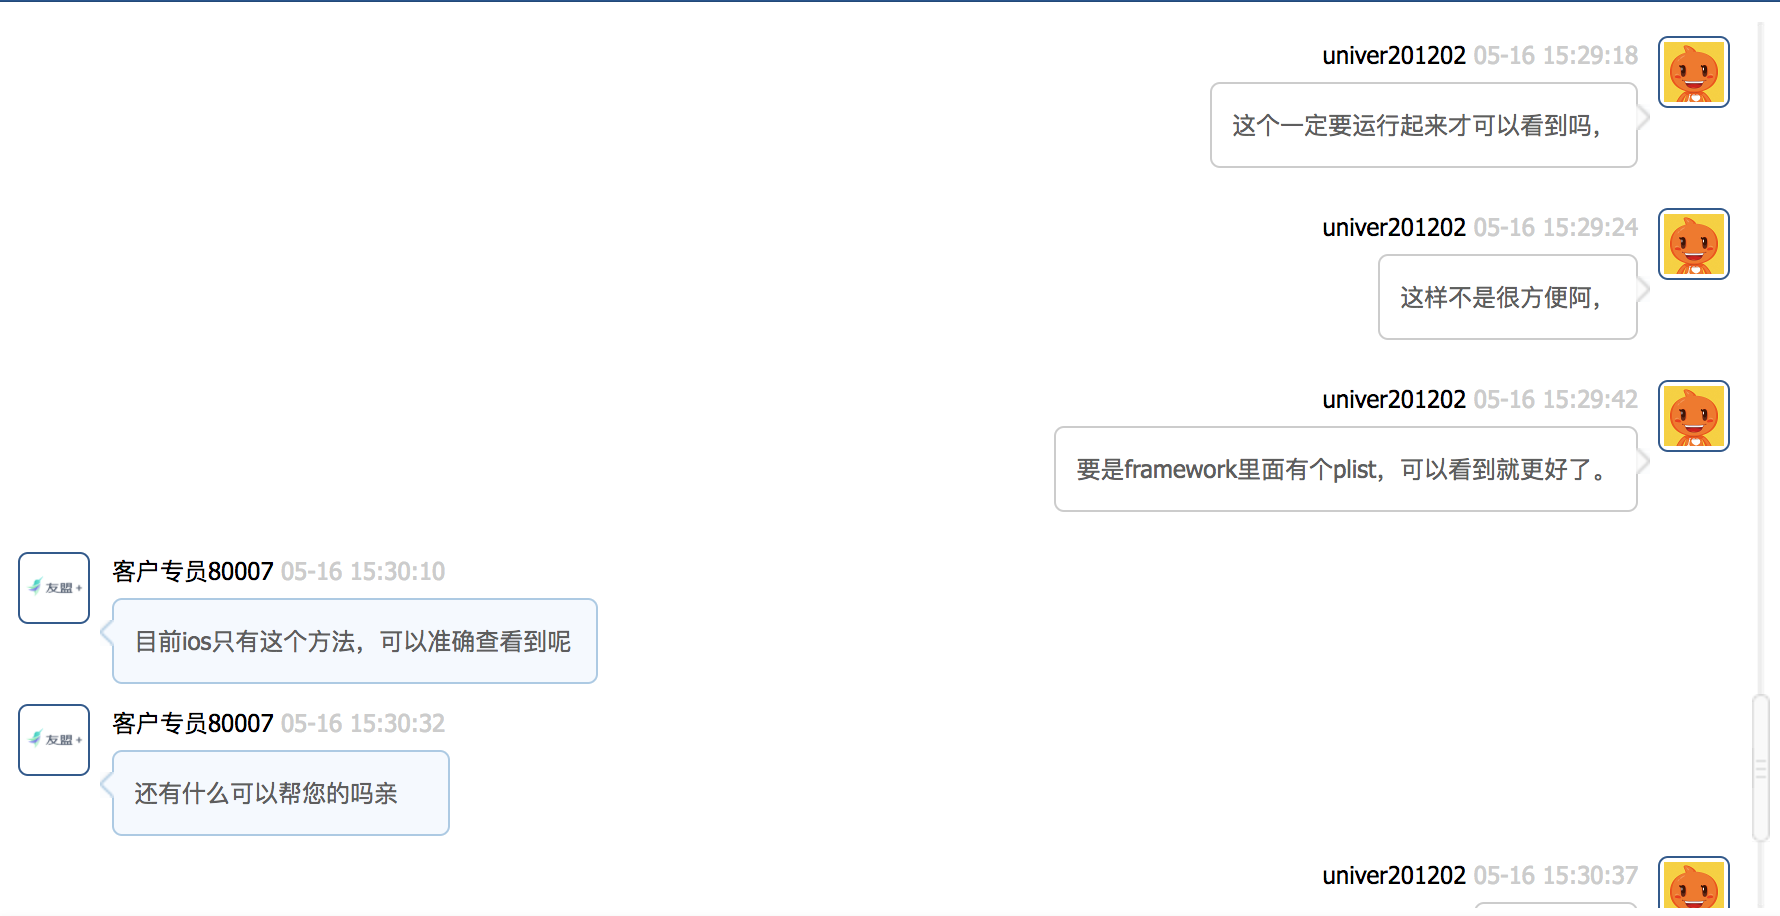 univer201202 05-16 15:29:18
这个一定要运行起来才可以看到吗，
univer201202 05-16 15:29:24
这样不是很方便阿，
univer201202 05-16 15:29:42
要是framework里面有个plist，可以看到就更好了。
友盟+
客户专员80007 05-16 15:30:10
目前ios只有这个方法，可以准确查看到呢
友盟+
客户专员80007 05-16 15:30:32
还有什么可以帮您的吗亲
univer201202 05-16 15:30:37